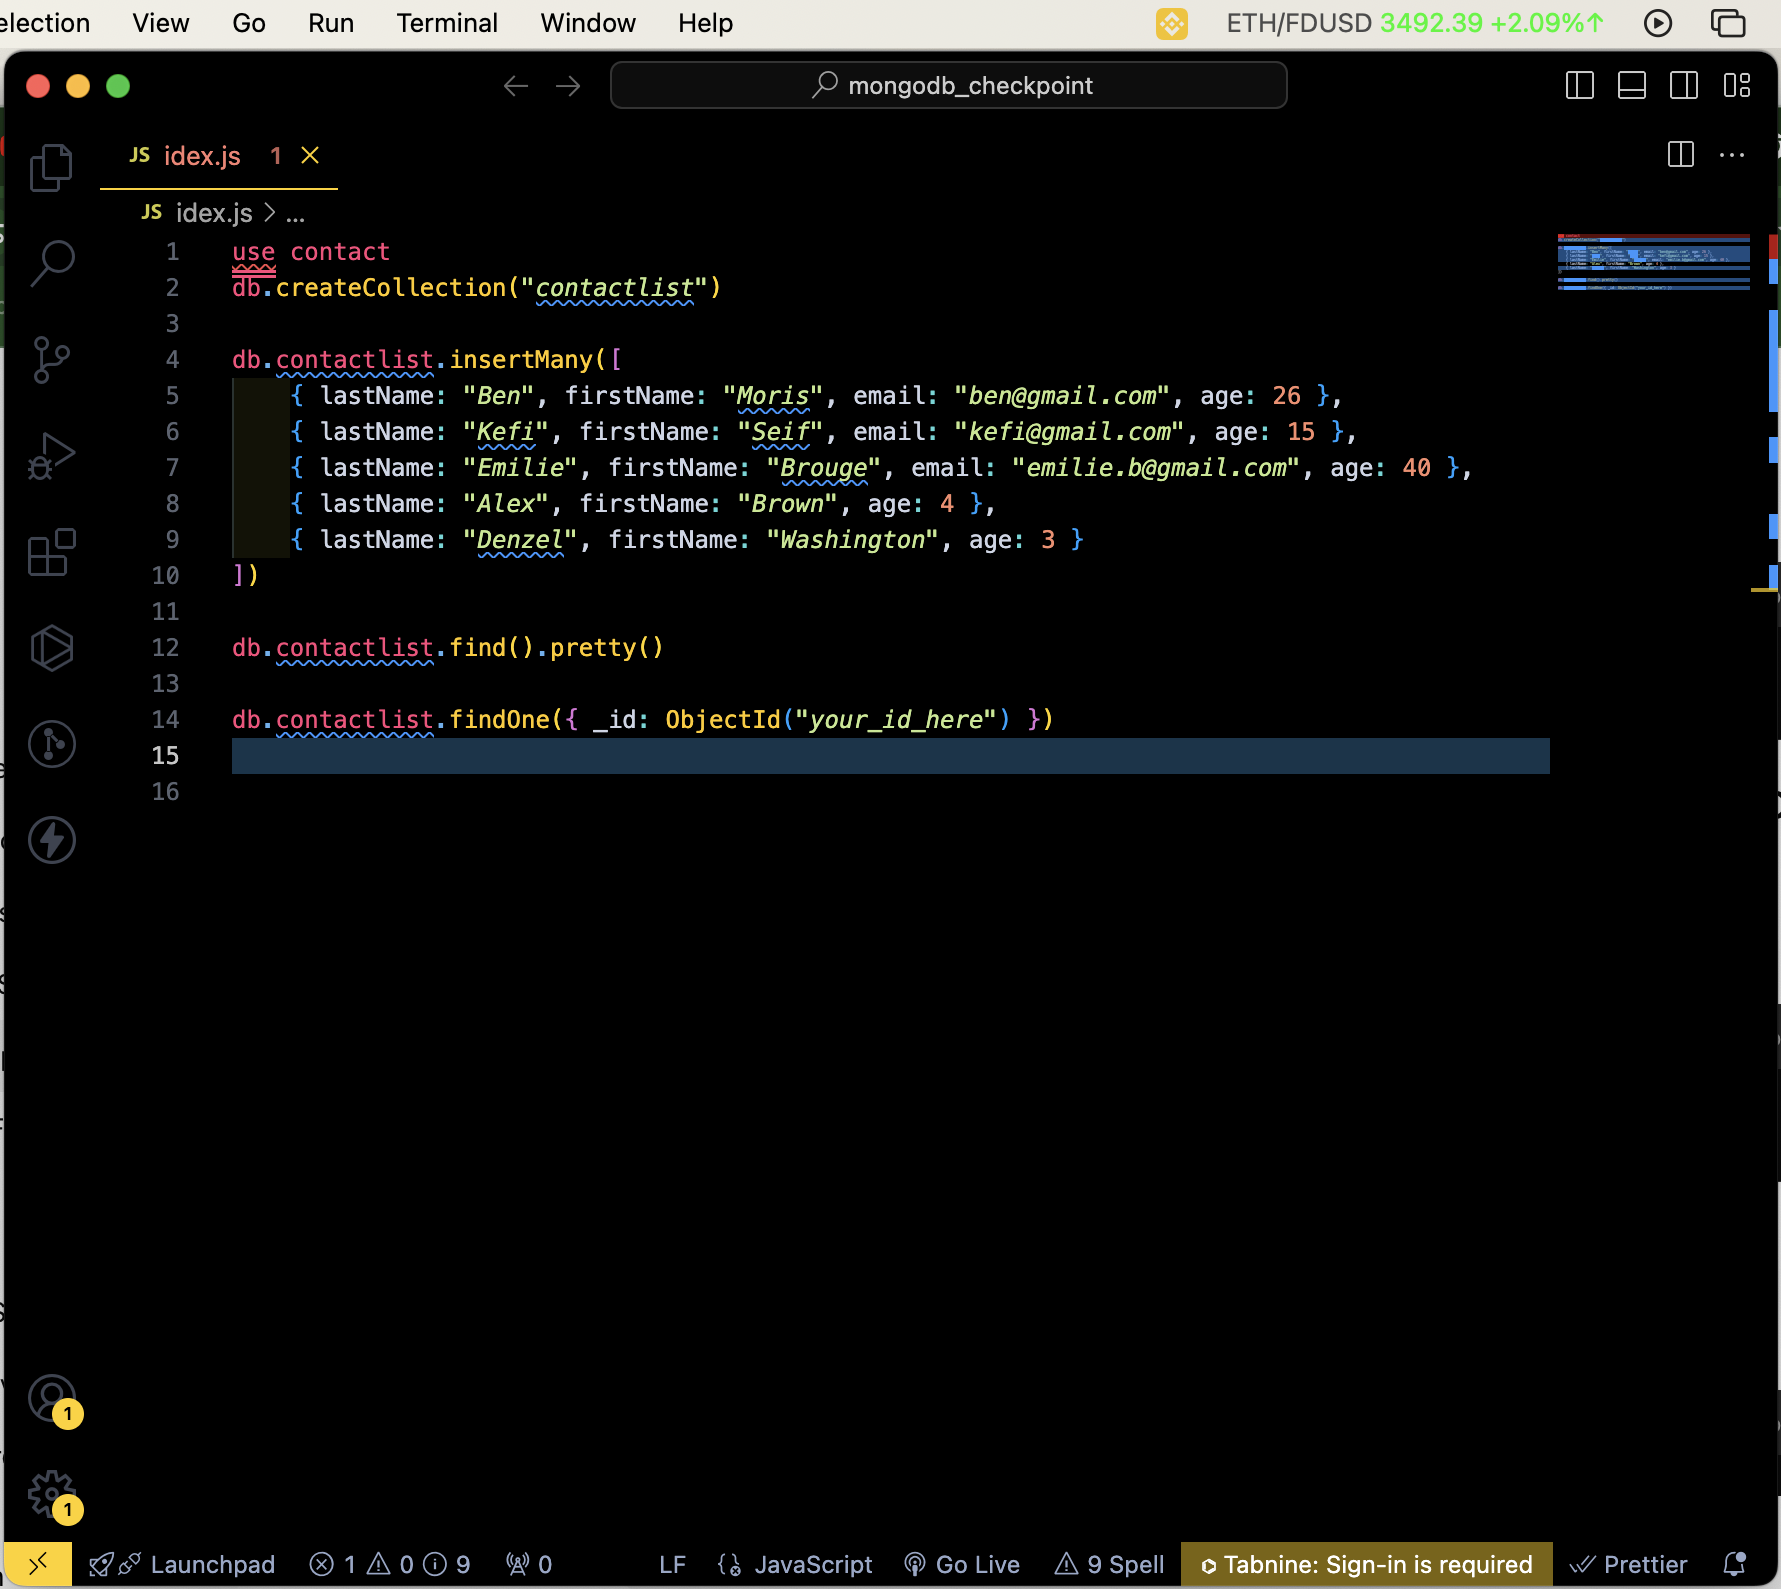 election View Go Run Terminal Window Help ETH/FDUSD 3492.39 +2.09%↑
mongodb_checkpoint
JS idex.js 1
JS idex.js > ...
1 use contact
2 db.createCollection("contactlist")
3
4 db.contactlist.insertMany([
5 { lastName: "Ben", firstName: "Moris", email: "ben@gmail.com", age: 26 },
6 { lastName: "Kefi", firstName: "Seif", email: "kefi@gmail.com", age: 15 },
7 { lastName: "Emilie", firstName: "Brouge", email: "emilie.b@gmail.com", age: 40 },
8 { lastName: "Alex", firstName: "Brown", age: 4 },
9 { lastName: "Denzel", firstName: "Washington", age: 3 }
10 ])
11
12 db.contactlist.find().pretty()
13
14 db.contactlist.findOne({ _id: ObjectId("your_id_here") })
15
16
1
1
Launchpad 1 0 9 0 LF JavaScript Go Live 9 Spell Tabnine: Sign-in is required Prettier